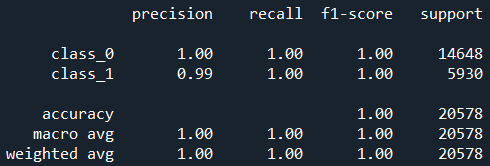 precision recall f1-score support
class_0 1.00 1.00 1.00 14648
class_1 0.99 1.00 1.00 5930
accuracy 1.00 20578
macro avg 1.00 1.00 1.00 20578
weighted avg 1.00 1.00 1.00 20578